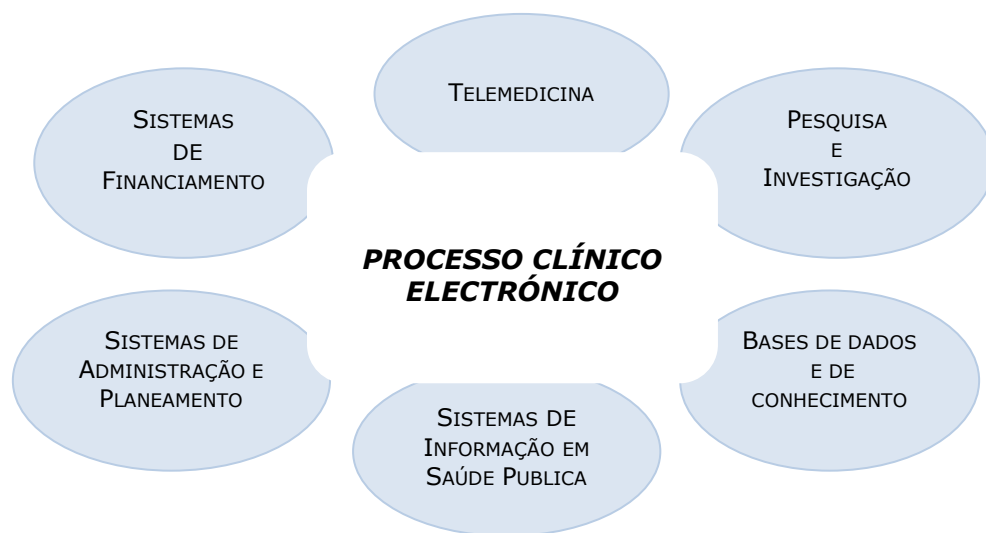 TELEMEDICINA
SISTEMAS
DE
FINANCIAMENTO
PESQUISA
E
INVESTIGAÇÃO
PROCESSO CLÍNICO
ELECTRÓNICO
SISTEMAS DE
ADMINISTRAÇÃO E
PLANEAMENTO
BASES DE DADOS
E DE
CONHECIMENTO
SISTEMAS DE
INFORMAÇÃO EM
SAÚDE PUBLICA